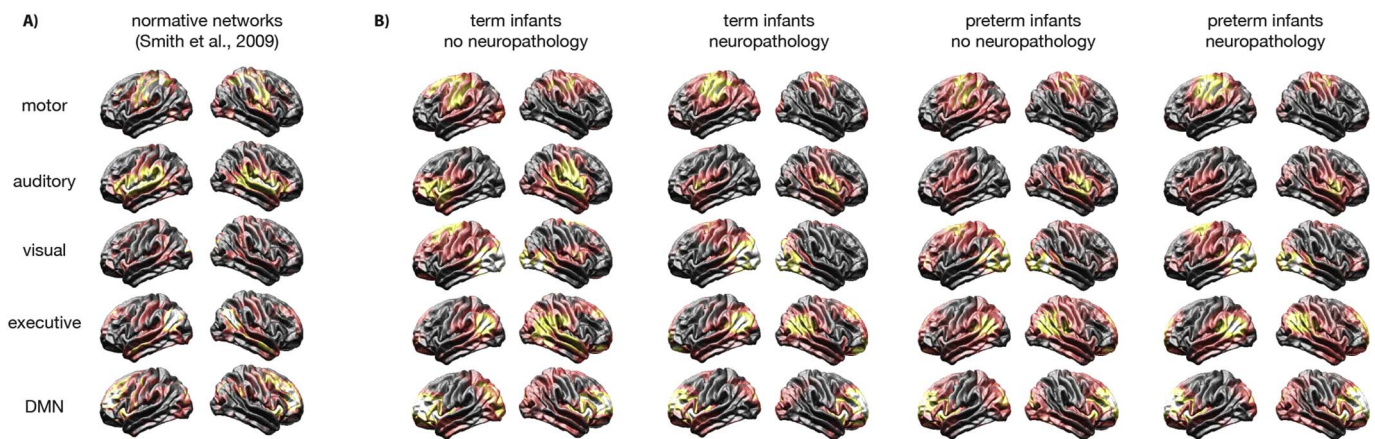 A)
normative networks
(Smith et al., 2009)
B)
term infants
no neuropathology
term infants
neuropathology
preterm infants
no neuropathology
preterm infants
neuropathology
motor
auditory
visual
executive
DMN